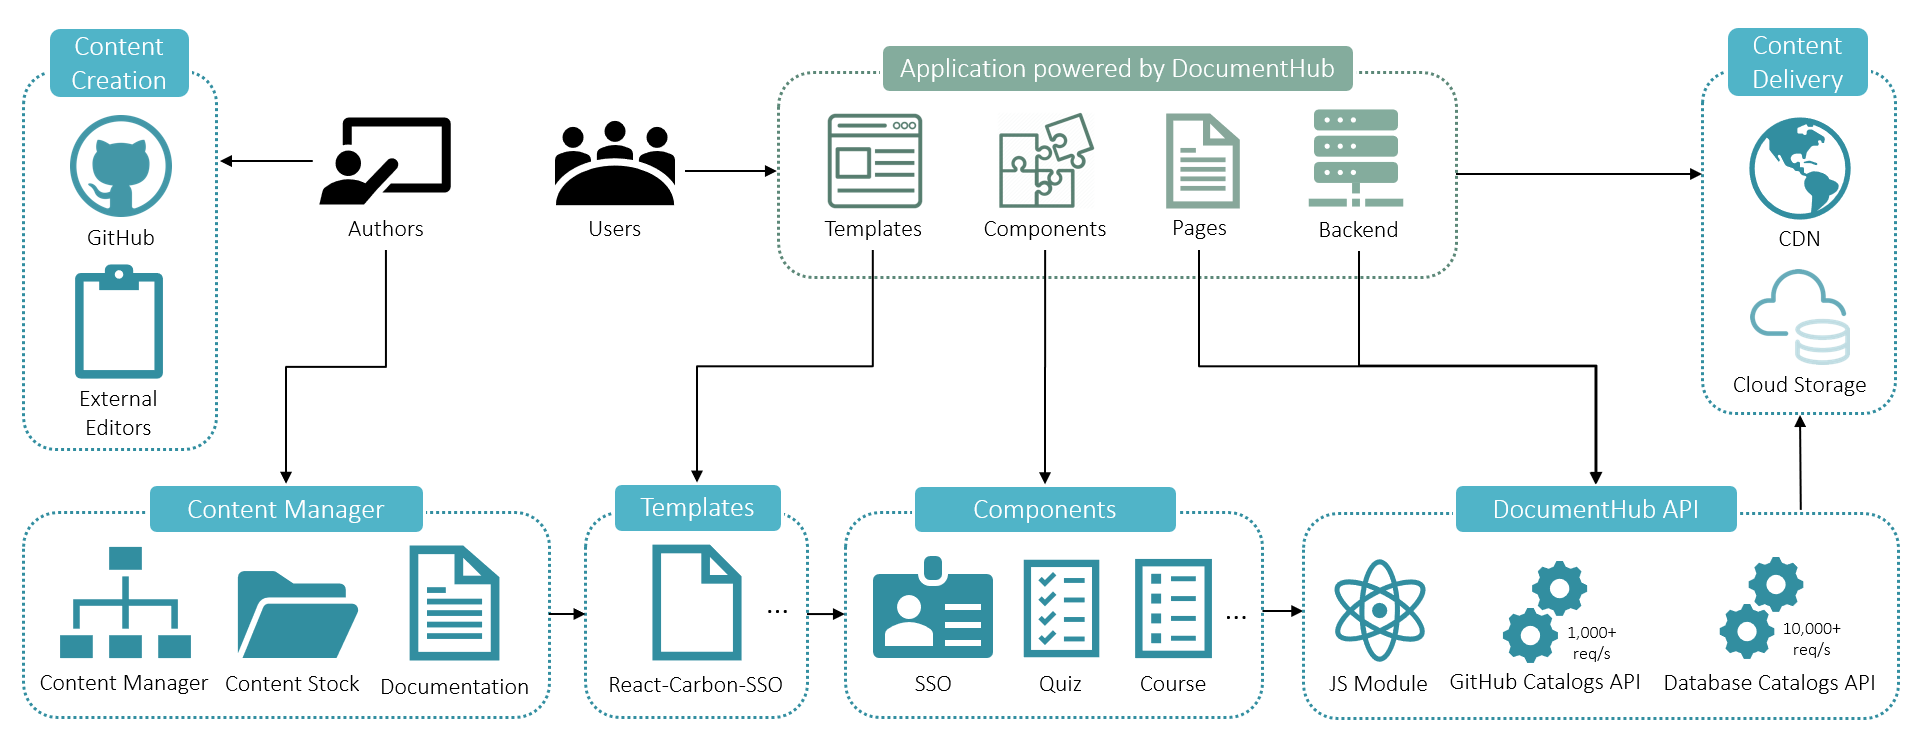 Content
Creation
GitHub
External
Editors
Authors
Users
Application powered by DocumentHub
Templates
Components
Pages
Backend
Content
Delivery
CDN
Cloud Storage
Content Manager
Content Manager
Content Stock
Documentation
Templates
React-Carbon-SSO
...
Components
SSO
Quiz
Course
...
DocumentHub API
JS Module
1,000+
req/s
GitHub Catalogs API
10,000+
req/s
Database Catalogs API